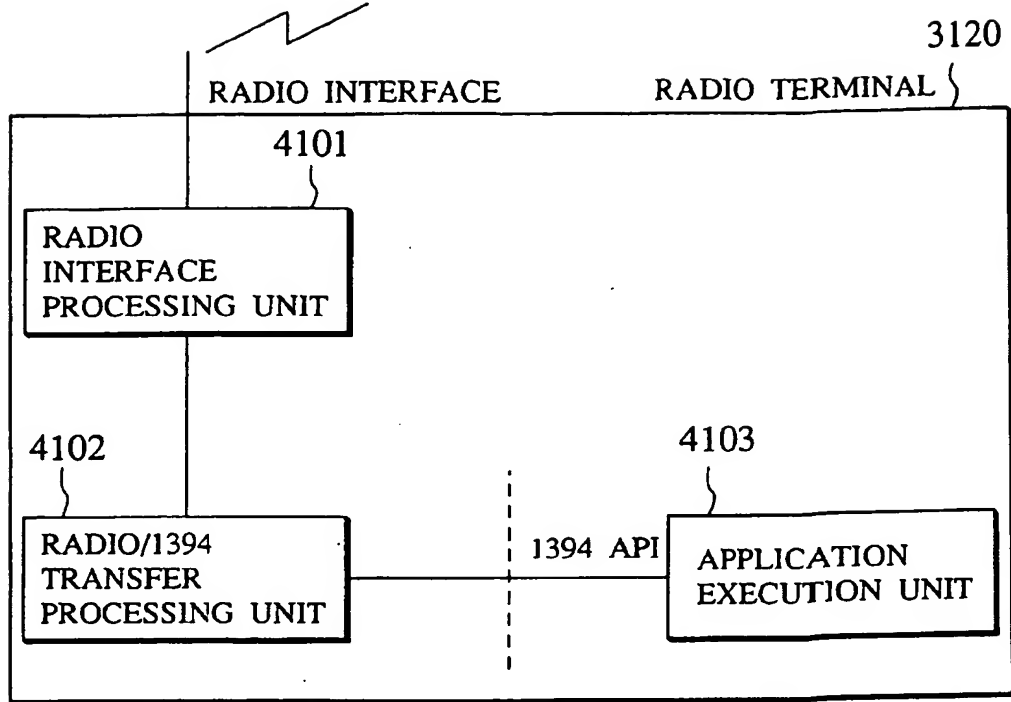 3120
RADIO INTERFACE
RADIO TERMINAL
4101
RADIO
INTERFACE
PROCESSING UNIT
4102
4103
RADIO/1394
TRANSFER
PROCESSING UNIT
1394 API
APPLICATION
EXECUTION UNIT